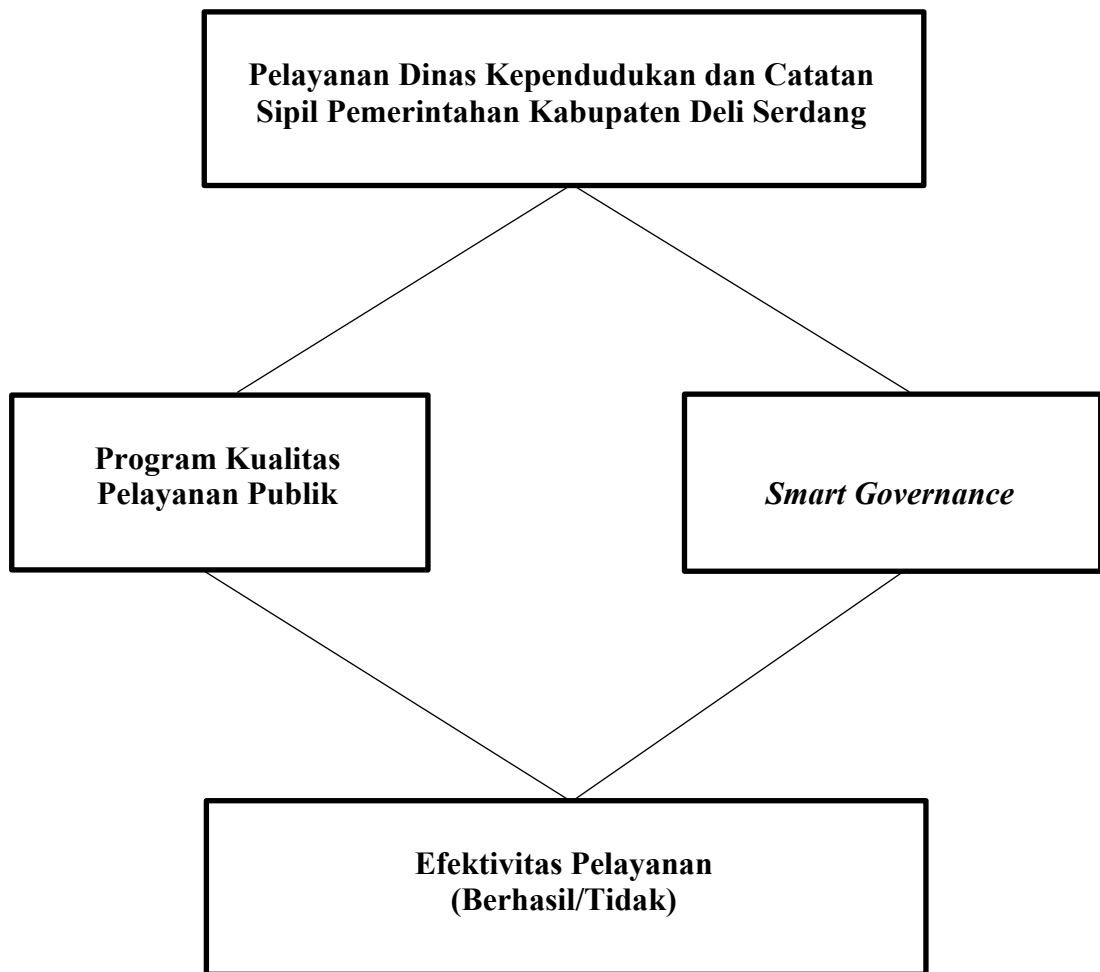 Pelayanan Dinas Kependudukan dan Catatan
Sipil Pemerintahan Kabupaten Deli Serdang
Program Kualitas
Pelayanan Publik
Smart Governance
Efektivitas Pelayanan
(Berhasil/Tidak)